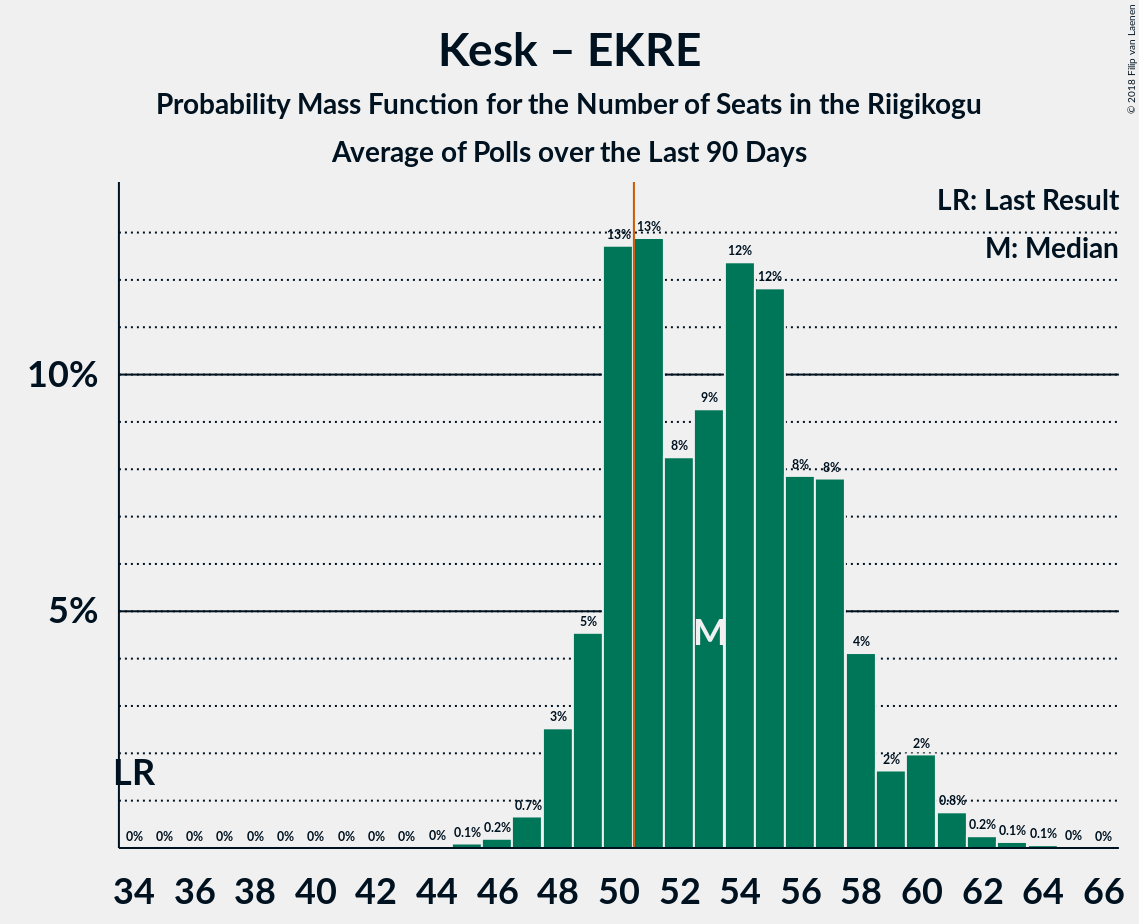 © 2018 Filip van Laenen
Kesk – EKRE
Probability Mass Function for the Number of Seats in the Riigikogu
Average of Polls over the Last 90 Days
LR: Last Result
M: Median
10%
5%
0% 0% 0% 0% 0% 0% 0% 0% 0% 0% 0% 0.1% 0.2% 0.7% 3% 5% 13% 13% 8% 9% 12% 12% 8% 8% 4% 2% 2% 0.8% 0.2% 0.1% 0.1% 0% 0%
M
LR
34 36 38 40 42 44 46 48 50 52 54 56 58 60 62 64 66